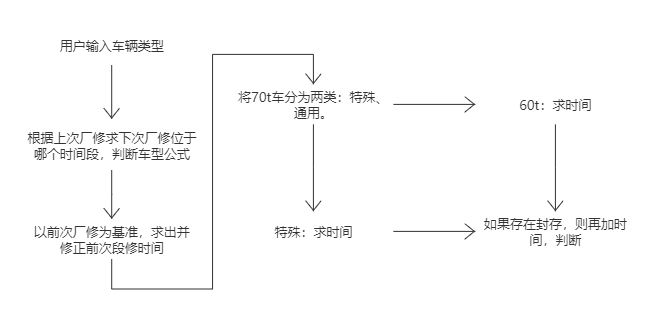 用户输入车辆类型
根据上次厂修求下次厂修位于
哪个时间段，判断车型公式
以前次厂修为基准，求出并
修正前次段修时间
将70t车分为两类：特殊、
通用。
特殊：求时间
60t：求时间
如果存在封存，则再加时
间，判断